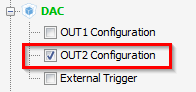 DAC
OUT1 Configuration
OUT2 Configuration
External Trigger